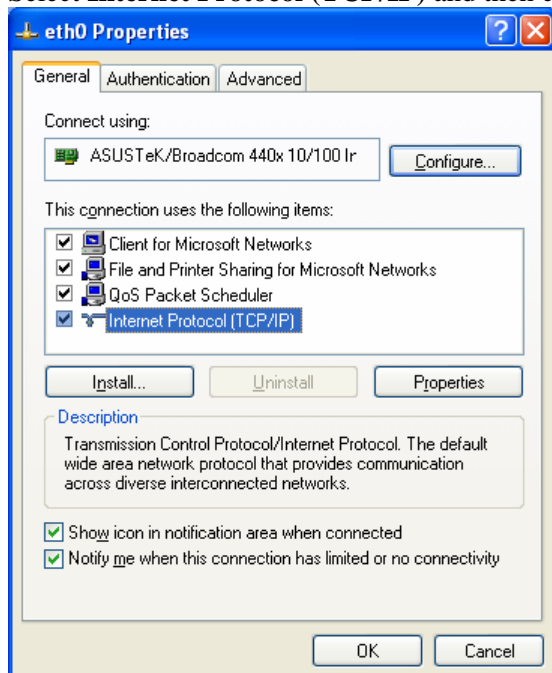 eth0 Properties
General Authentication Advanced
Connect using:
ASUSTeK/Broadcom 440x 10/100 Ir
Configure...
This connection uses the following items:
Client for Microsoft Networks
File and Printer Sharing for Microsoft Networks
QoS Packet Scheduler
Internet Protocol (TCP/IP)
Install... Uninstall Properties
Description
Transmission Control Protocol/Internet Protocol. The default
wide area network protocol that provides communication
across diverse interconnected networks.
Show icon in notification area when connected
Notify me when this connection has limited or no connectivity
OK Cancel